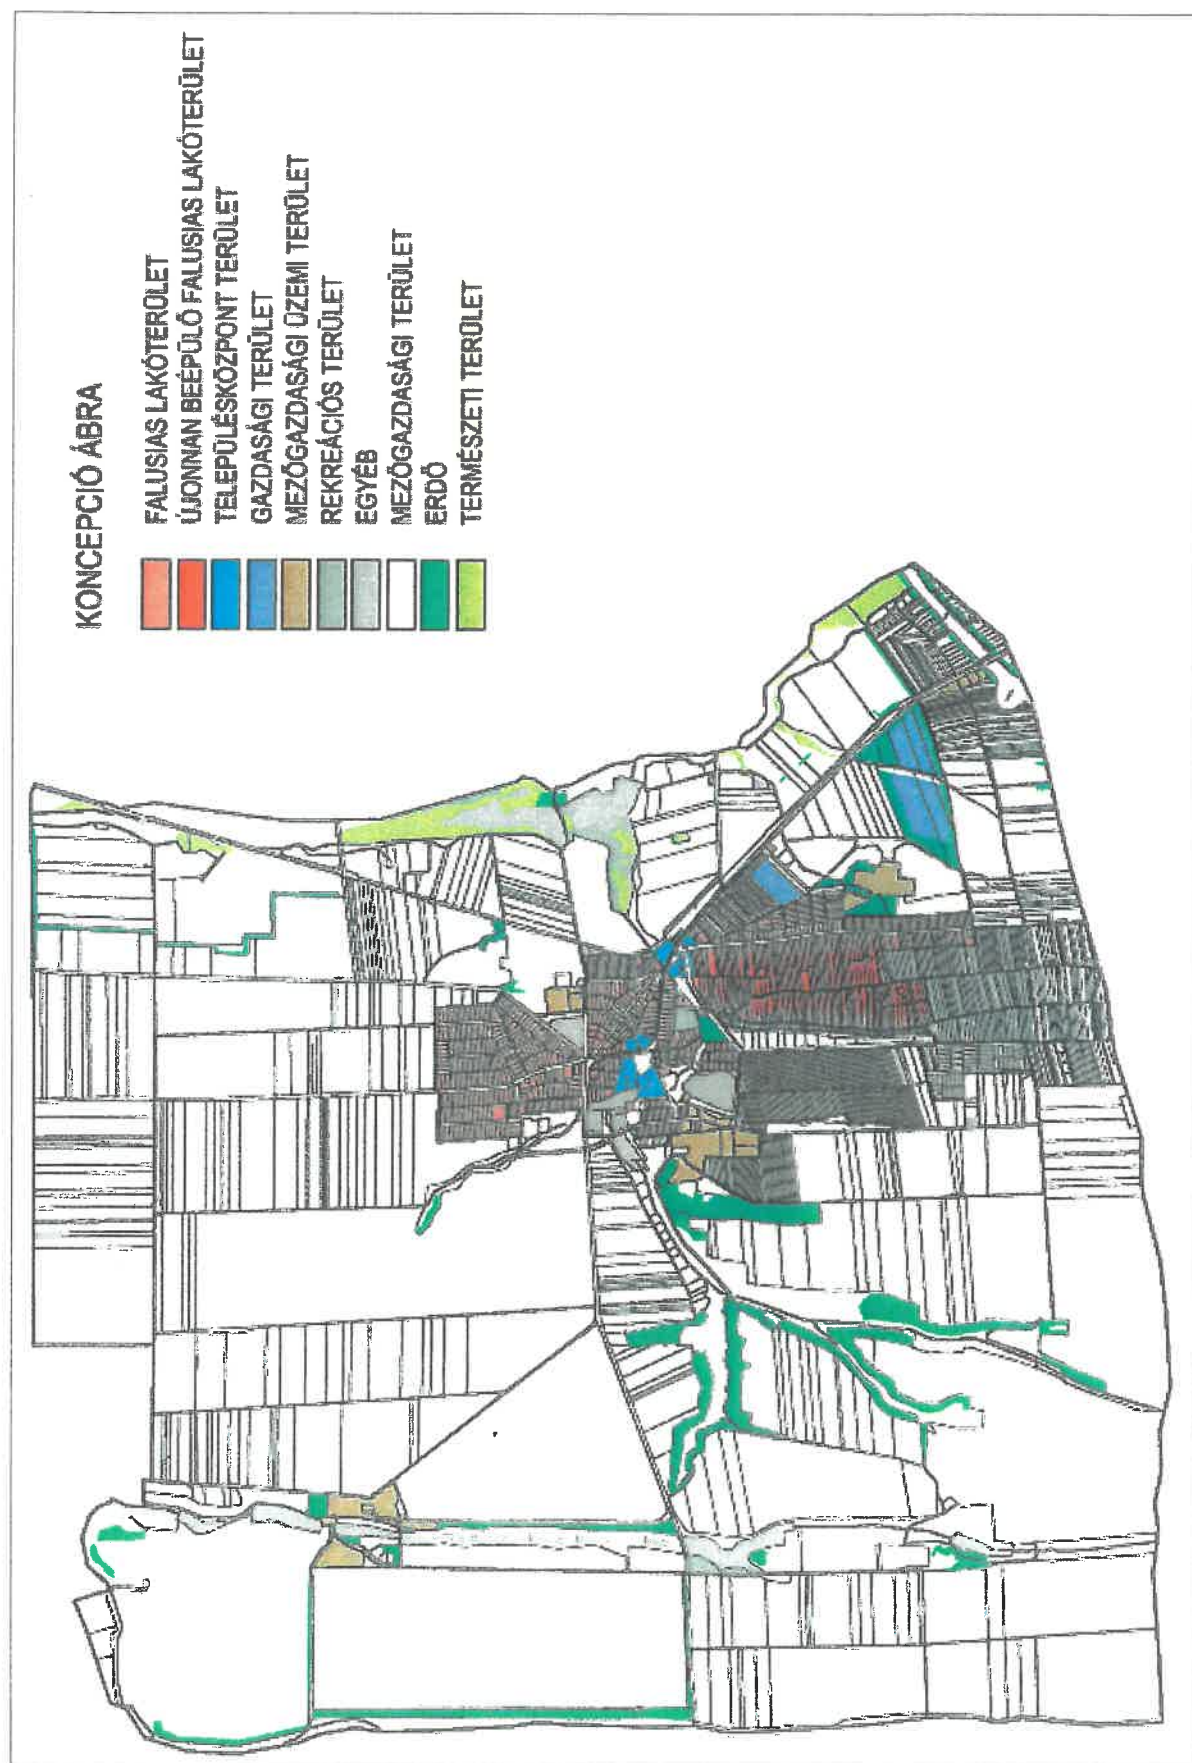 KONCEPCIÓ ÁBRA
FALUSIAS LAKÓTERÜLET
ÚJONNAN BEÉPÜLŐ FALUSIAS LAKÓTERÜLET
TELEPÜLÉSKÖZPONT TERÜLET
GAZDASÁGI TERÜLET
MEZŐGAZDASÁGI ÜZEMI TERÜLET
REKREÁCIÓS TERÜLET
EGYÉB
MEZŐGAZDASÁGI TERÜLET
ERDŐ
TERMÉSZETI TERÜLET